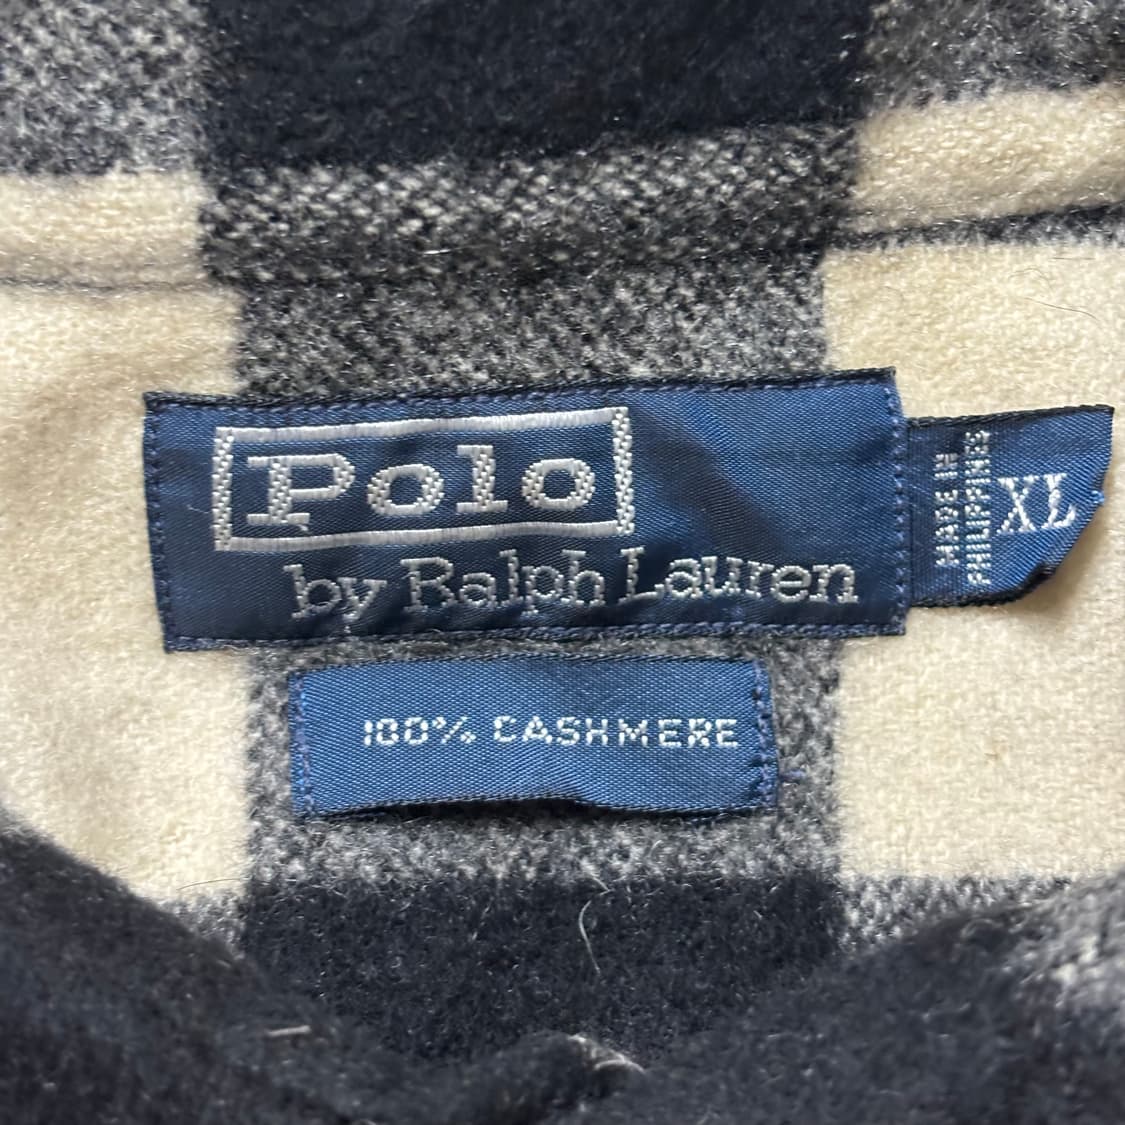 Polo
by Ralph Lauren
MADE IN
PHILIPPINES
XL
100% CASHMERE